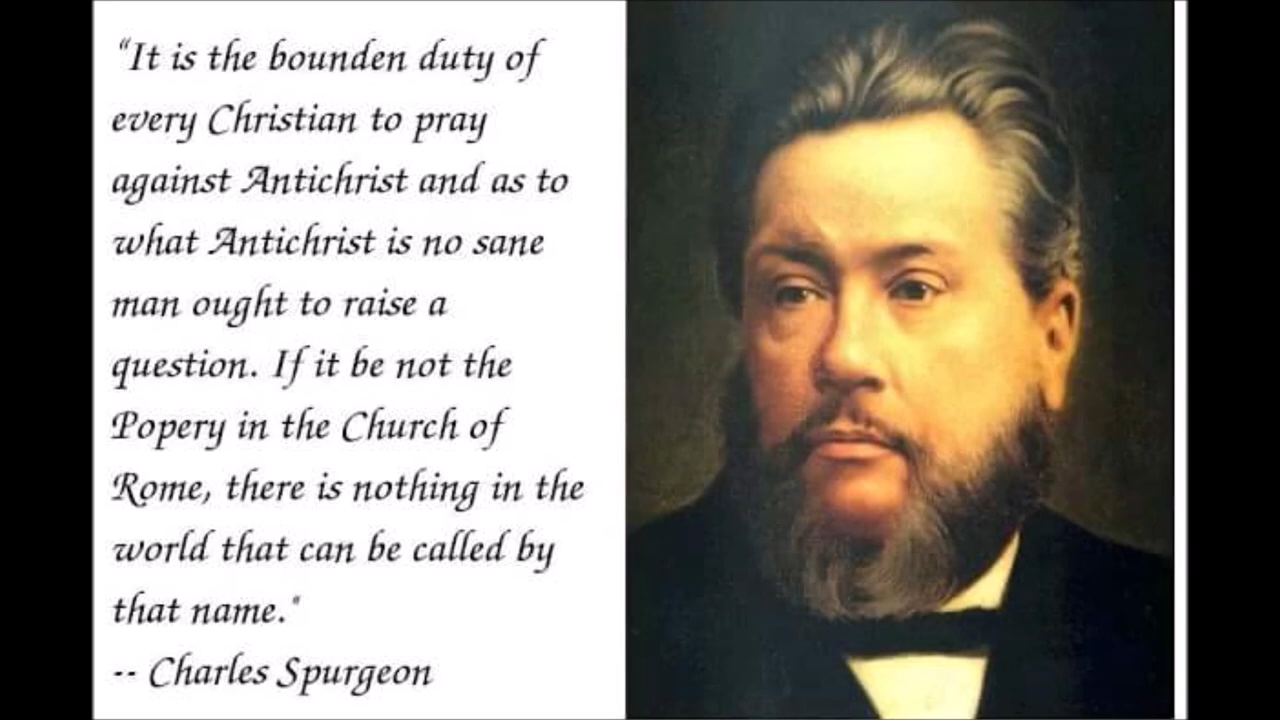 "It is the bounden duty of
every Christian to pray
against Antichrist and as to
what Antichrist is no sane
man ought to raise a
question. If it be not the
Popery in the Church of
Rome, there is nothing in the
world that can be called by
that name."
-- Charles Spurgeon